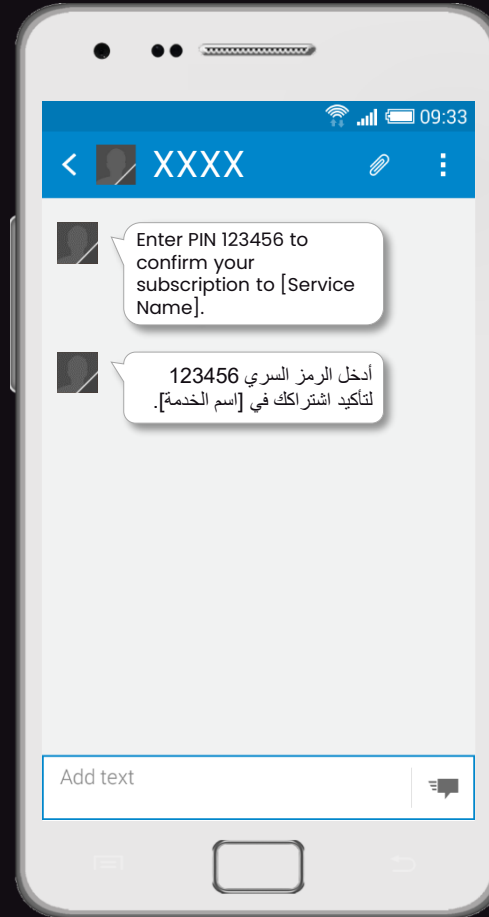 09:33
XXXX
Enter PIN 123456 to
confirm your
subscription to [Service
Name].
أدخل الرمز السري 123456
لتأكيد اشتراكك في [اسم الخدمة].
Add text